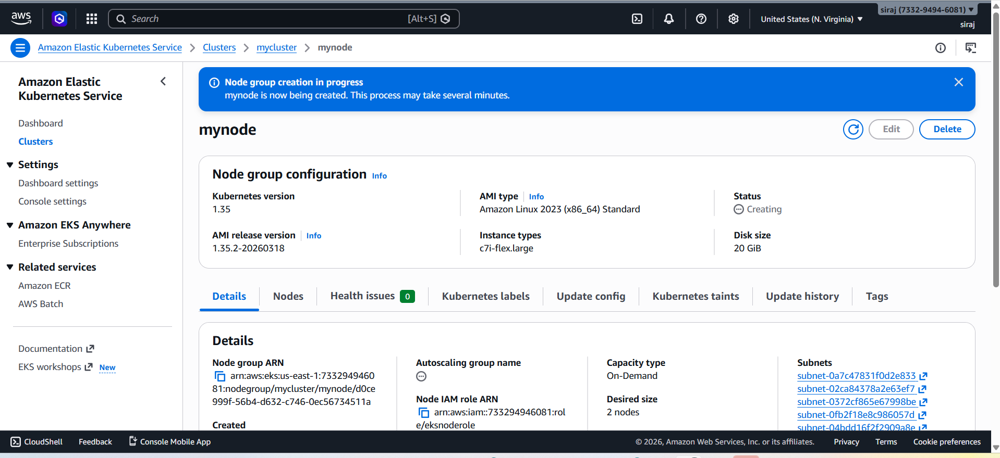 aws
Search
[Alt+S]
United States (N. Virginia)
siraj (7332-9494-6081)
siraj
Amazon Elastic Kubernetes Service
Clusters
mycluster
mynode
Amazon Elastic
Kubernetes Service
Dashboard
Clusters
Settings
Dashboard settings
Console settings
Amazon EKS Anywhere
Enterprise Subscriptions
Related services
Amazon ECR
AWS Batch
Documentation
EKS workshops New
Node group creation in progress
mynode is now being created. This process may take several minutes.
mynode
Edit
Delete
Node group configuration Info
Kubernetes version
1.35
AMI type Info
Amazon Linux 2023 (x86_64) Standard
Status
Creating
AMI release version Info
1.35.2-20260318
Instance types
c7i-flex.large
Disk size
20 GiB
Details
Nodes
Health issues 0
Kubernetes labels
Update config
Kubernetes taints
Update history
Tags
Details
Node group ARN
arn:aws:eks:us-east-1:7332949460
81:nodegroup/mycluster/mynode/d0ce
999f-56b4-d632-c746-0ec56734511a
Created
Autoscaling group name
Node IAM role ARN
arn:aws:iam::733294946081:rol
e/eksnoderole
Capacity type
On-Demand
Desired size
2 nodes
Subnets
subnet-0a7c47831f0d2e833
subnet-02ca84378a2e63ef7
subnet-0372cf865e67998be
subnet-0fb2f18e8c986057d
subnet-04bdd16f2f2909a8e
CloudShell
Feedback
Console Mobile App
© 2026, Amazon Web Services, Inc. or its affiliates.
Privacy
Terms
Cookie preferences